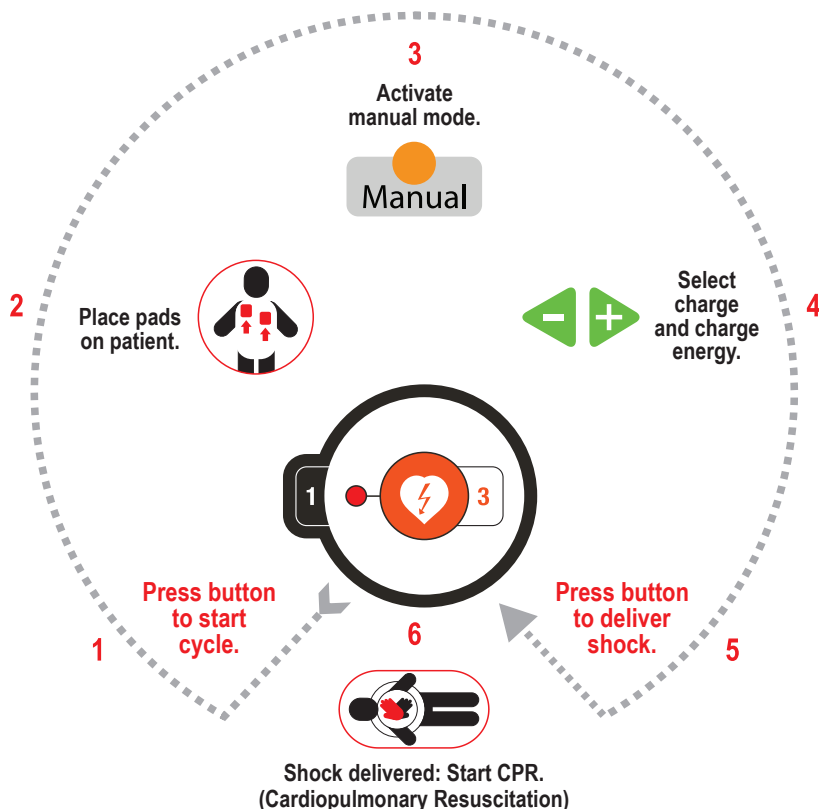 3
Activate
manual mode.
Manual
2
Place pads
on patient.
-
+
Select
charge
and charge
energy.
4
1
3
1
Press button
to start
cycle.
Press button
to deliver
shock.
5
6
Shock delivered: Start CPR.
(Cardiopulmonary Resuscitation)